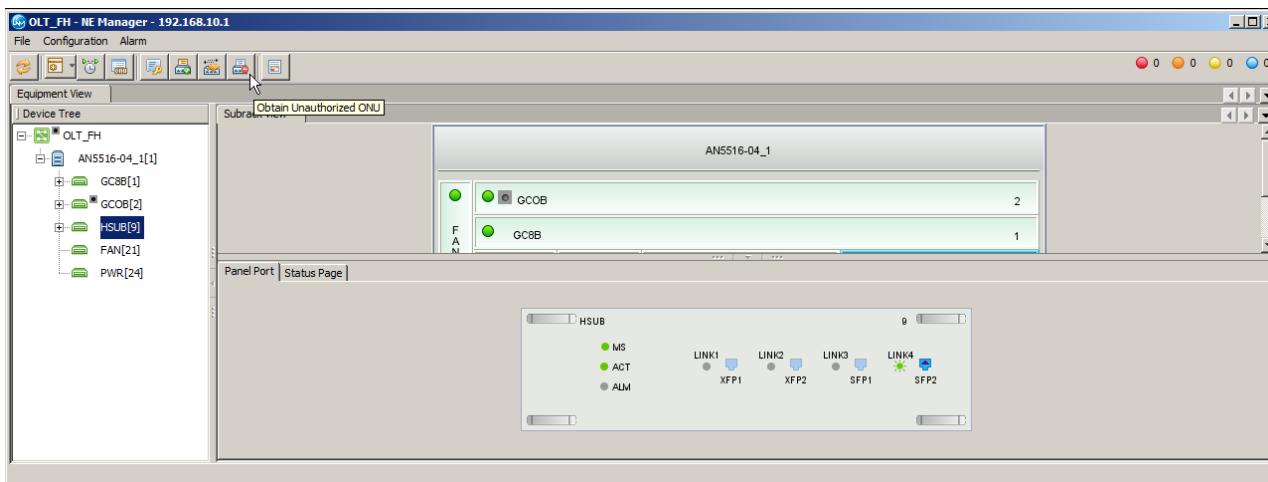 OLT_FH - NE Manager - 192.168.10.1
File Configuration Alarm
0 0 0
Equipment View
Obtain Unauthorized ONU
Device Tree
OLT_FH
AN5516-04_1[1]
GC8B[1]
GCOB[2]
HSUB[9]
FAN[21]
PWR[24]
AN5516-04_1
GCOB 2
FAN
GC8B 1
Panel Port Status Page
HSUB 9
MS
ACT
ALM
LINK1 LINK2 LINK3 LINK4
XFP1 XFP2 SFP1 SFP2